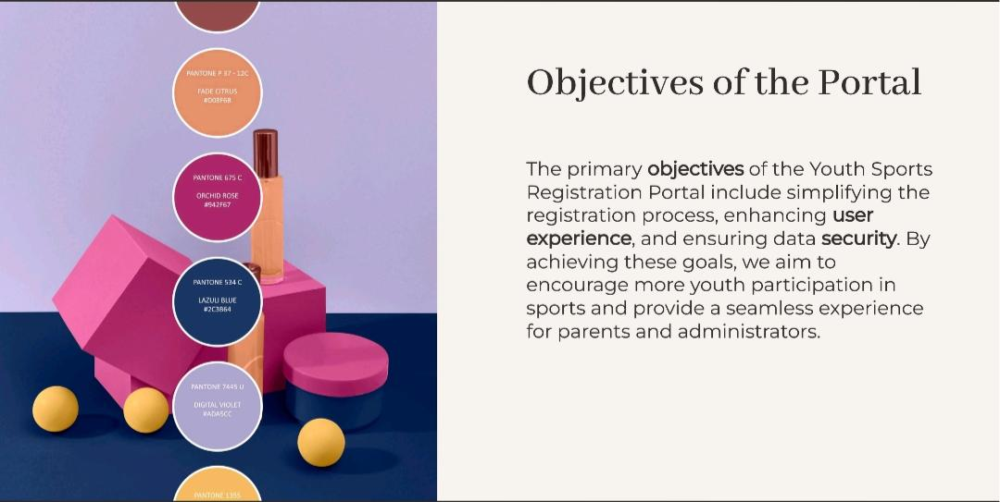 PANTONE P 37 - 12C
FADE CITRUS
#D08F6B
PANTONE 675 C
ORCHID ROSE
#942F67
PANTONE 534 C
LAZULI BLUE
#2C3B64
PANTONE 7445 U
DIGITAL VIOLET
#ADA5CC
PANTONE 1355
Objectives of the Portal
The primary objectives of the Youth Sports
Registration Portal include simplifying the
registration process, enhancing user
experience, and ensuring data security. By
achieving these goals, we aim to
encourage more youth participation in
sports and provide a seamless experience
for parents and administrators.